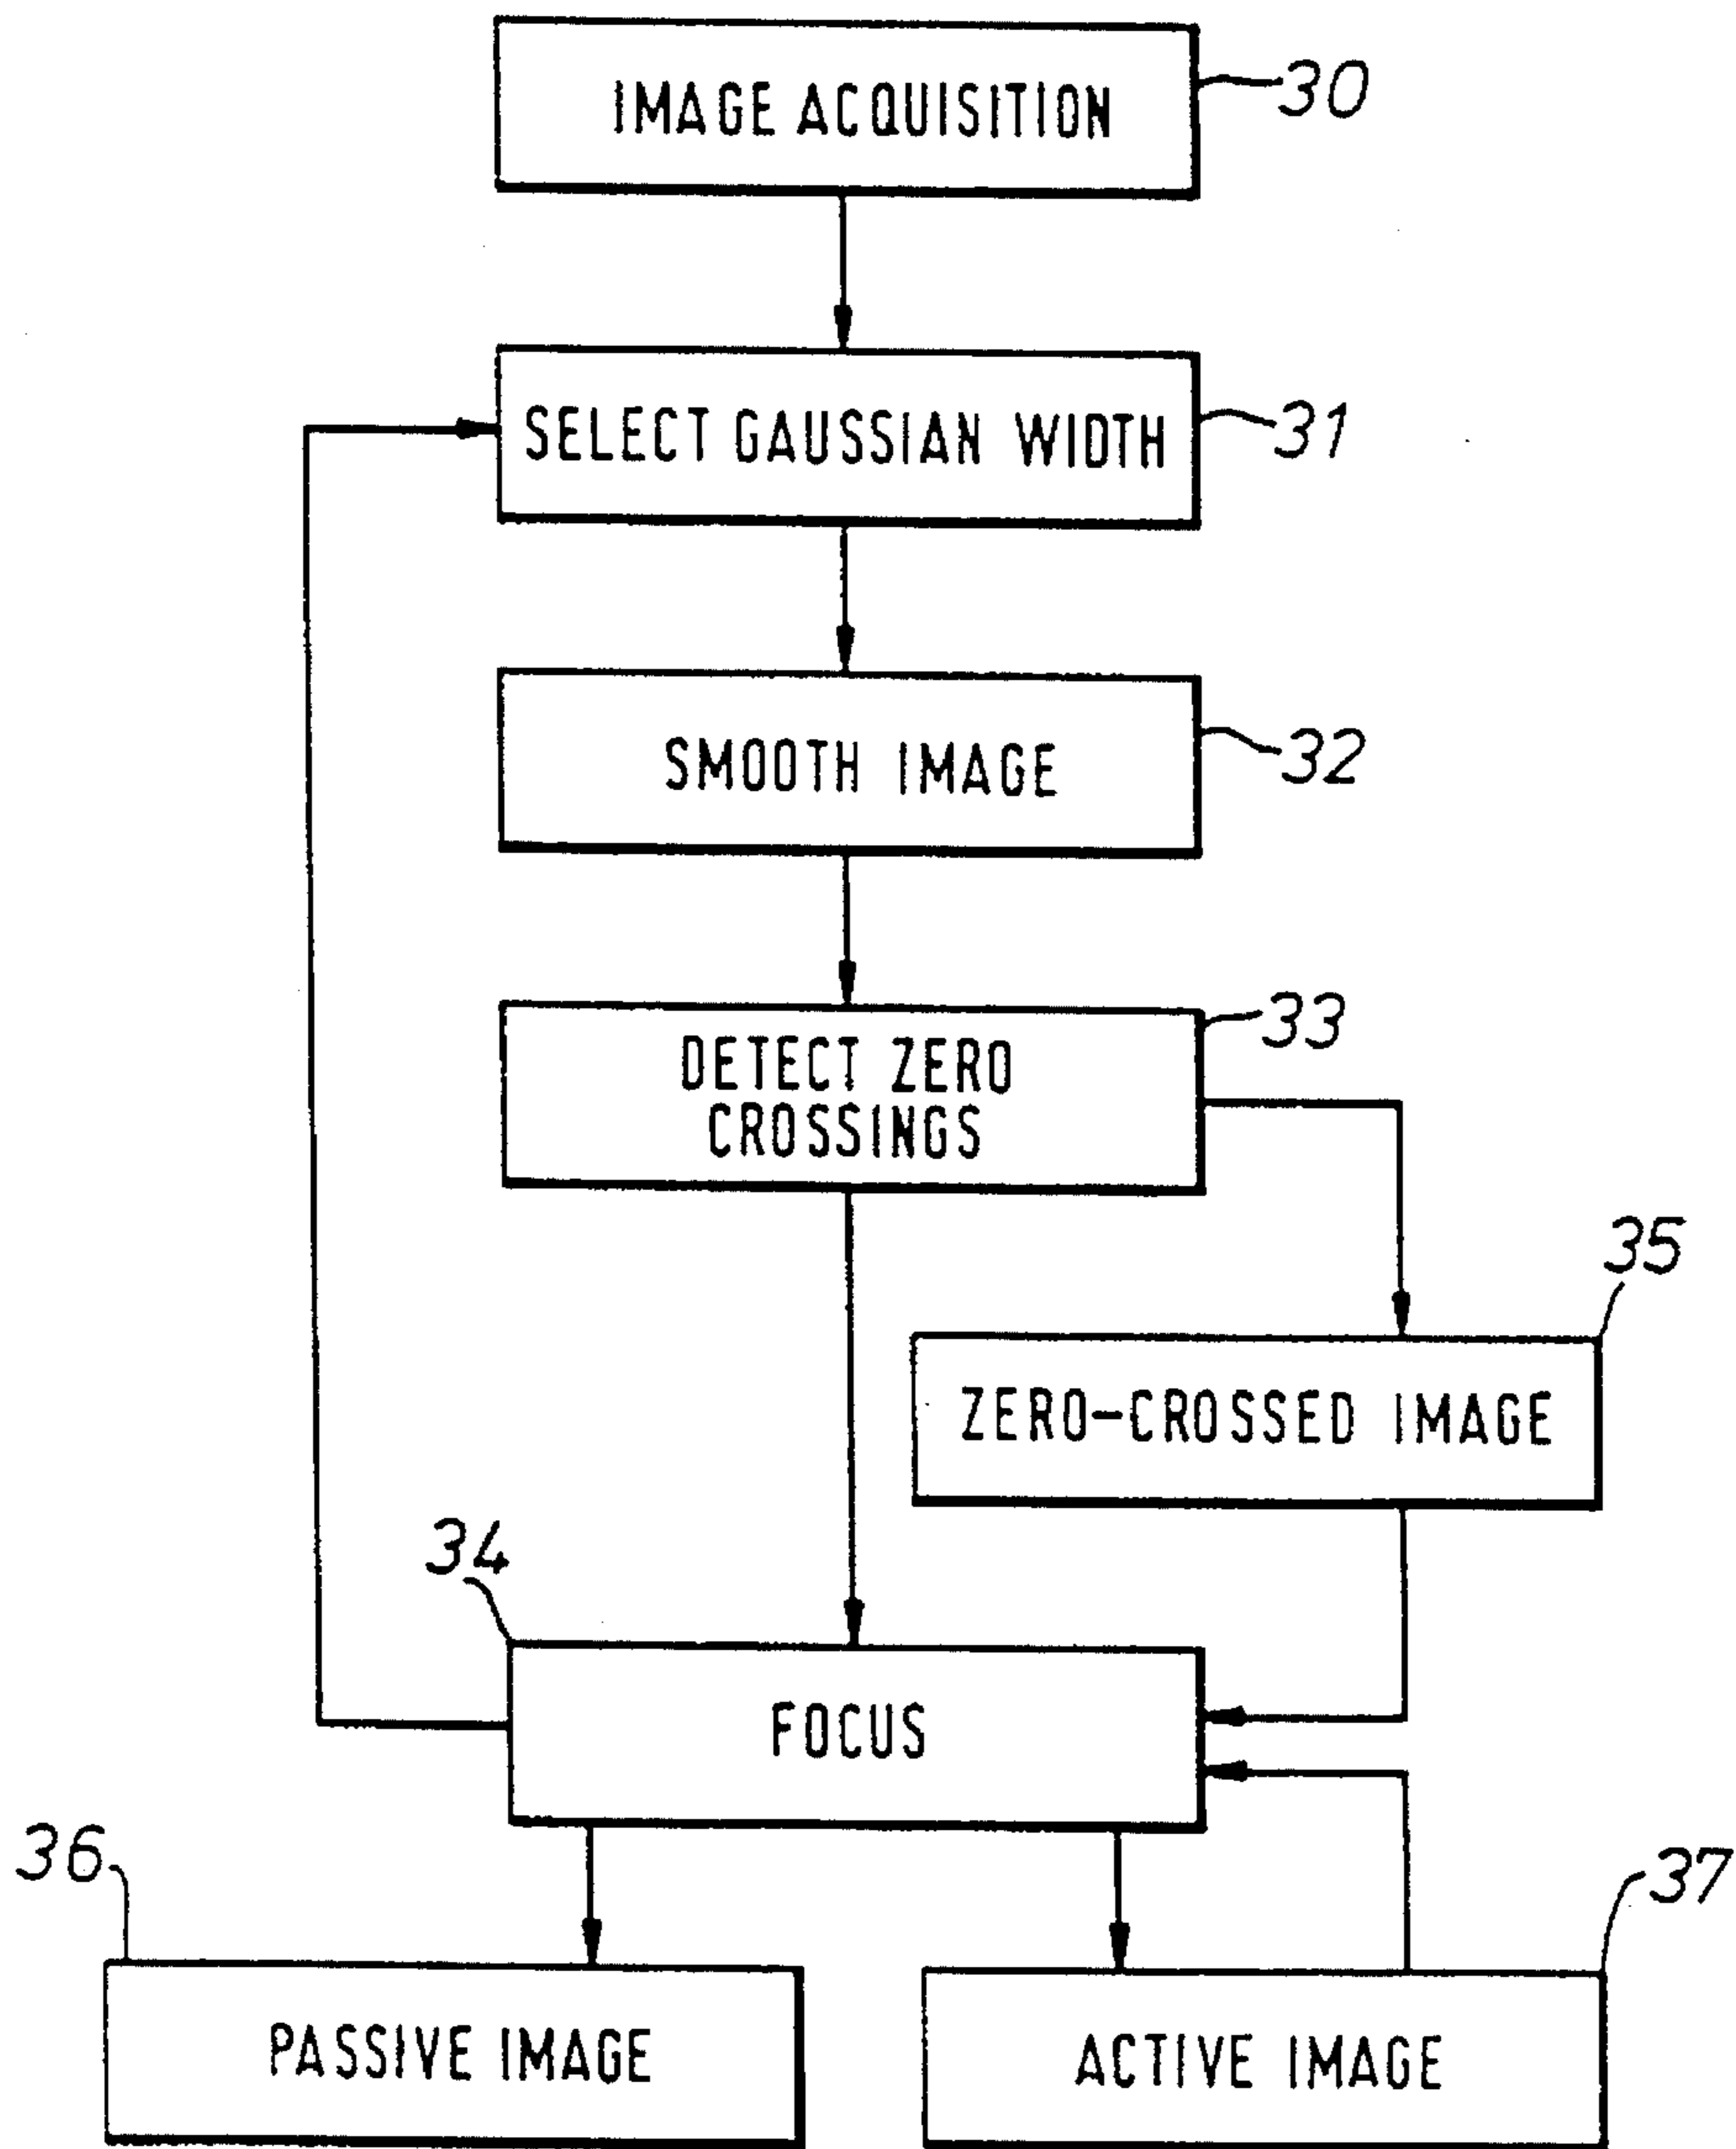 IMAGE ACQUISITION
30
SELECT GAUSSIAN WIDTH
31
SMOOTH IMAGE
32
DETECT ZERO
CROSSINGS
33
35
ZERO-CROSSED IMAGE
34
FOCUS
36
37
PASSIVE IMAGE
ACTIVE IMAGE